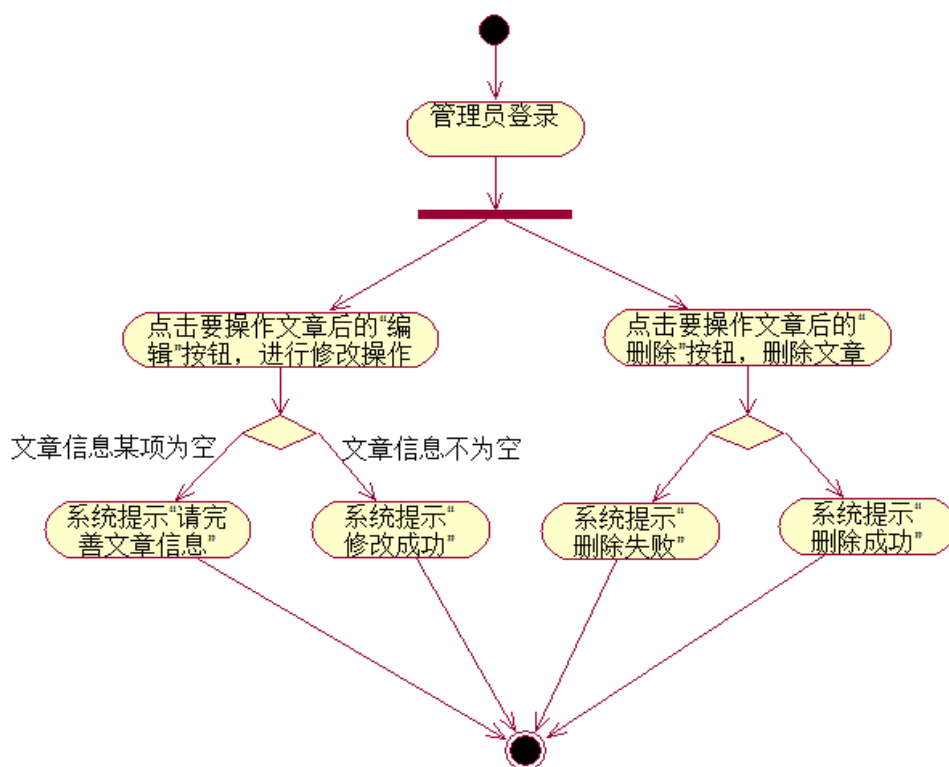 管理员登录
点击要操作文章后的“编
辑”按钮，进行修改操作
点击要操作文章后的“
删除”按钮，删除文章
文章信息某项为空
文章信息不为空
系统提示“请完
善文章信息”
系统提示“
修改成功”
系统提示“
删除失败”
系统提示“
删除成功”